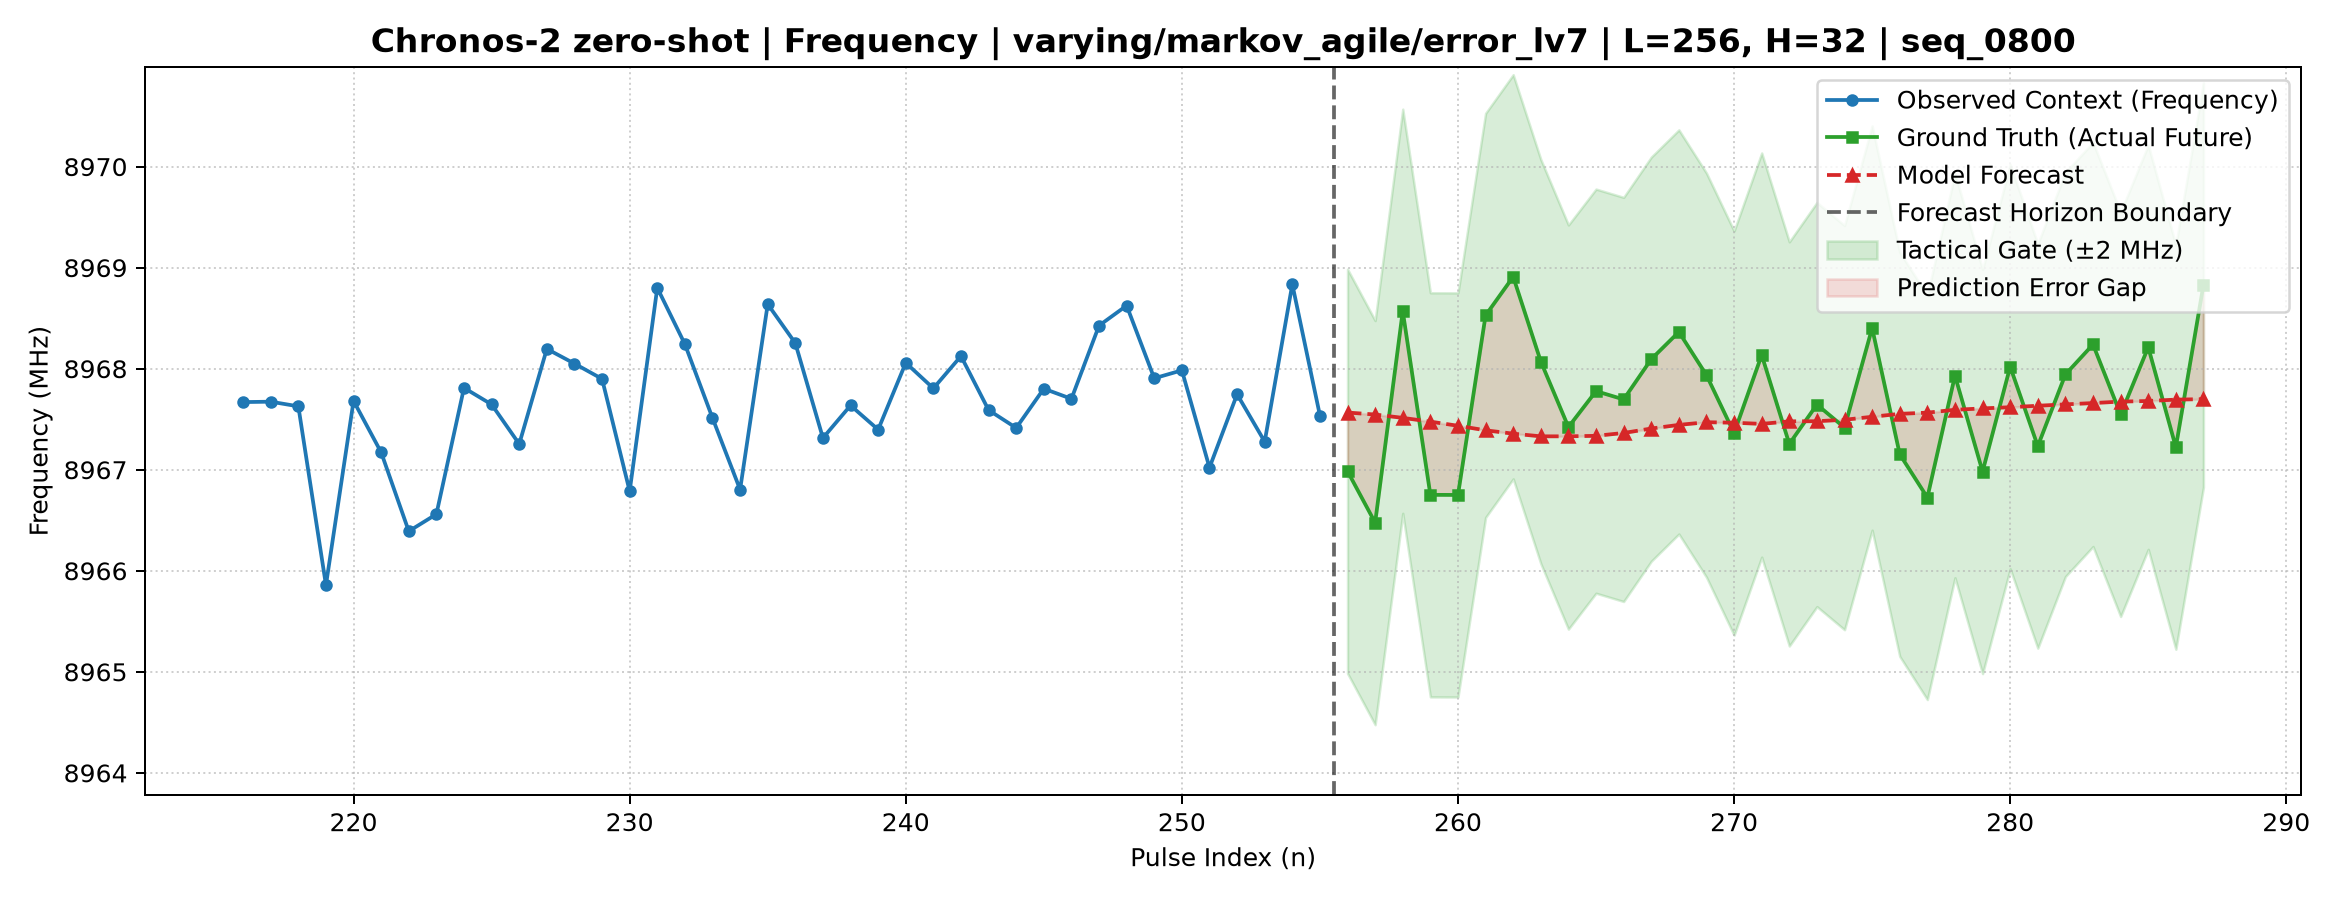 Chronos-2 zero-shot | Frequency | varying/markov_agile/error_lv7 | L=256, H=32 | seq_0800
Frequency (MHz)
8970
8969
8968
8967
8966
8965
8964
Observed Context (Frequency)
Ground Truth (Actual Future)
Model Forecast
Forecast Horizon Boundary
Tactical Gate (±2 MHz)
Prediction Error Gap
220
230
240
250
260
270
280
290
Pulse Index (n)